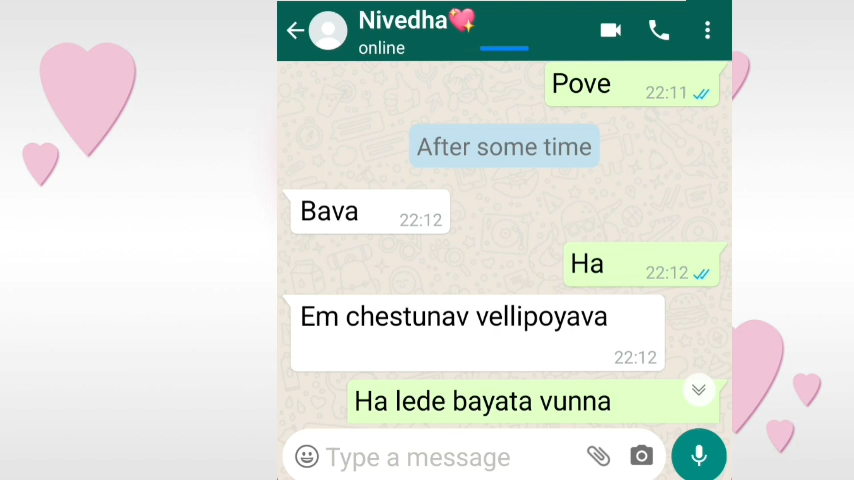 Nivedha💖
online
Pove
22:11
After some time
Bava
22:12
Ha
22:12
Em chestunav vellipoyava
22:12
Ha lede bayata vunna
Type a message